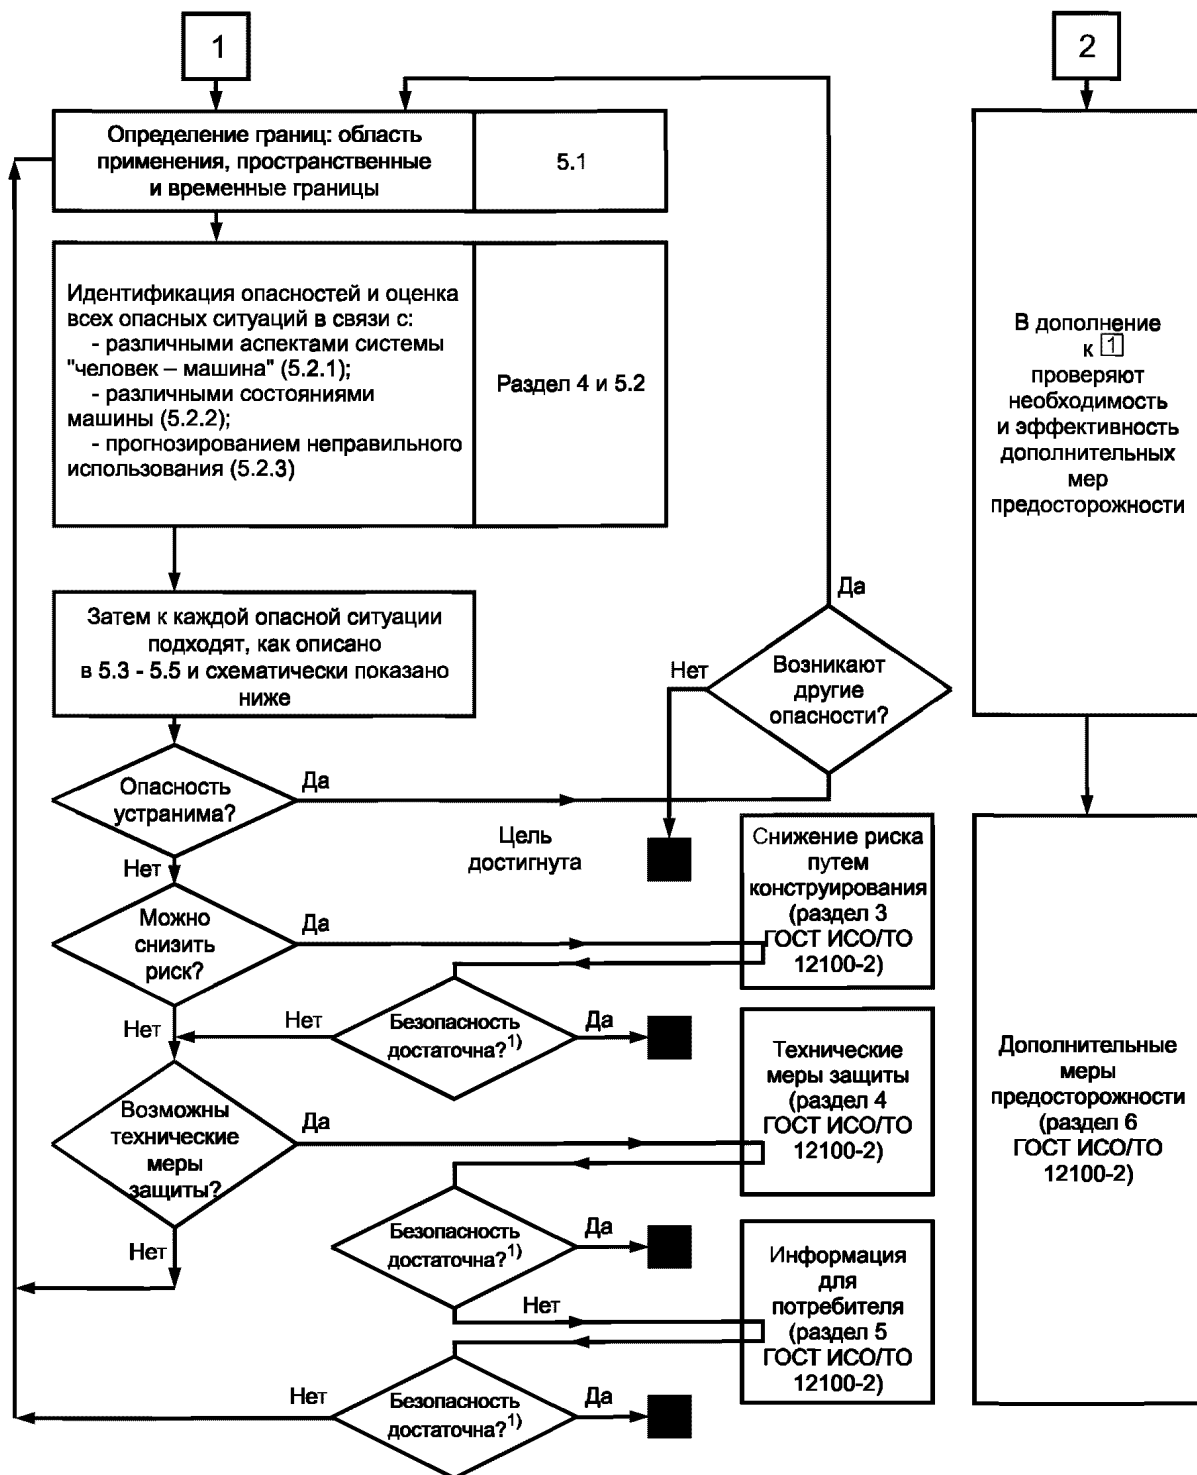 1
Определение границ: область
применения, пространственные
и временные границы
5.1
Идентификация опасностей и оценка
всех опасных ситуаций в связи с:
- различными аспектами системы
"человек – машина" (5.2.1);
- различными состояниями
машины (5.2.2);
- прогнозированием неправильного
использования (5.2.3)
Раздел 4 и 5.2
Затем к каждой опасной ситуации
подходят, как описано
в 5.3 - 5.5 и схематически показано
ниже
Да
Нет
Возникают
другие
опасности?
Опасность
устранима?
Да
Нет
Цель
достигнута
Снижение риска
путем
конструирования
(раздел 3
ГОСТ ИСО/ТО
12100-2)
Можно
снизить
риск?
Да
Нет
Нет
Безопасность
достаточна?1)
Да
Технические
меры защиты
(раздел 4
ГОСТ ИСО/ТО
12100-2)
Возможны
технические
меры
защиты?
Да
Нет
Безопасность
достаточна?1)
Да
Нет
Информация
для
потребителя
(раздел 5
ГОСТ ИСО/ТО
12100-2)
Нет
Безопасность
достаточна?1)
Да
2
В дополнение
к 1
проверяют
необходимость
и эффективность
дополнительных
мер
предосторожности
Дополнительные
меры
предосторожности
(раздел 6
ГОСТ ИСО/ТО
12100-2)